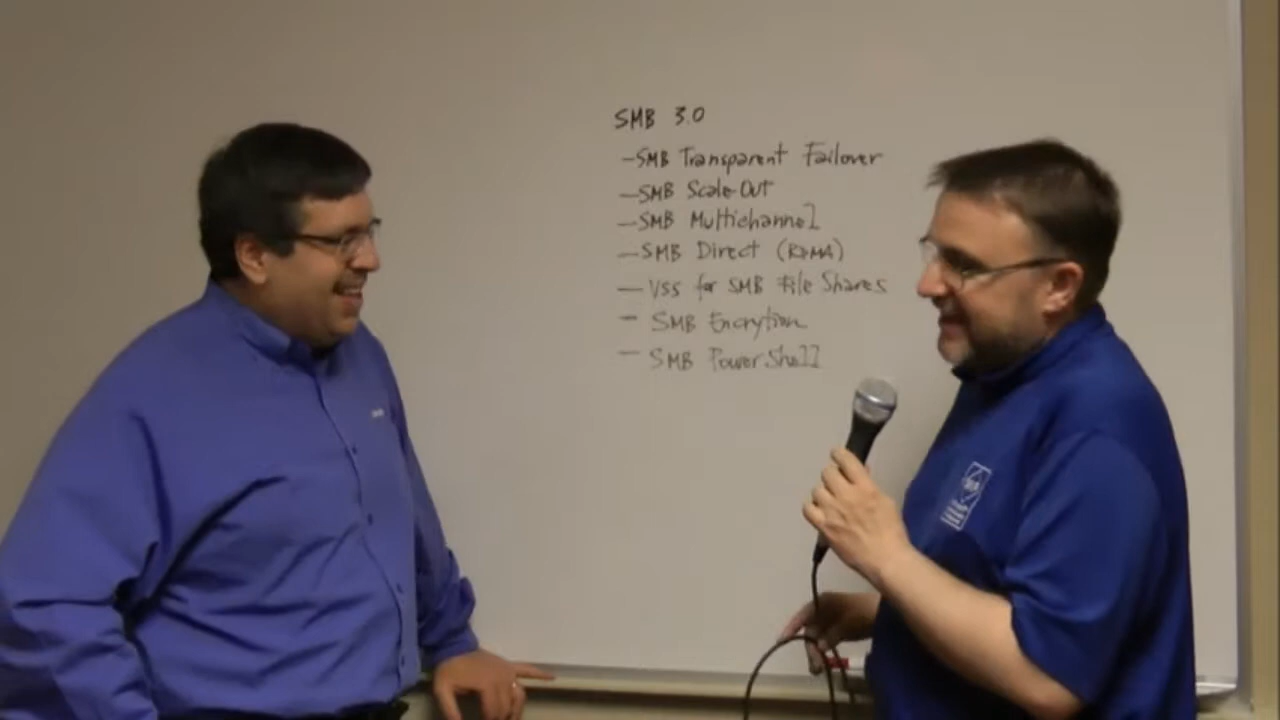 SMB 3.0
-SMB Transparent Failover
-SMB Scale-Out
-SMB Multichannel
-SMB Direct (RDMA)
- VSS for SMB File Shares
- SMB Encrytion
- SMB PowerShell